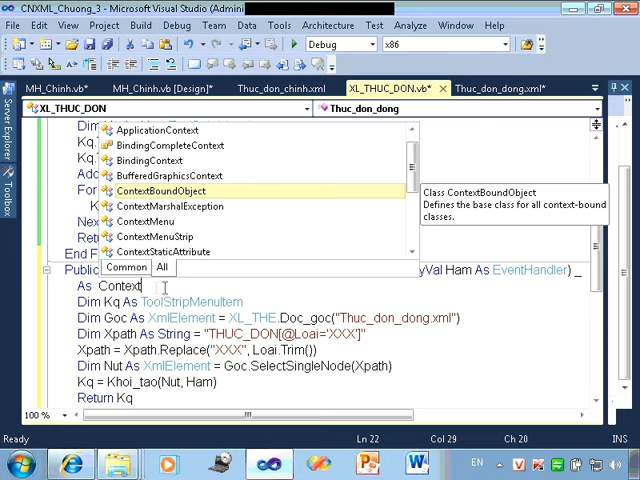 CNXML_Chuong_3 - Microsoft Visual Studio (Admini
File Edit View Project Build Debug Team Data Tools Architecture Test Analyze Window Help
Debug x86
MH_Chinh.vb* MH_Chinh.vb [Design]* Thuc_don_chinh.xml XL_THUC_DON.vb* Thuc_don_dong.xml*
XL_THUC_DON Thuc_don_dong
Server Explorer
Toolbox
Dim
Kq.
Kq.
Add
For
K
Next
Retu
End F
ApplicationContext
BindingCompleteContext
BindingContext
BufferedGraphicsContext
ContextBoundObject
ContextMarshalException
ContextMenu
ContextMenuStrip
ContextStaticAttribute
Common All
Class ContextBoundObject
Defines the base class for all context-bound
classes.
Public yVal Ham As EventHandler) _
As Context
Dim Kq As ToolStripMenuItem
Dim Goc As XmlElement = XL_THE.Doc_goc("Thuc_don_dong.xml")
Dim Xpath As String = "THUC_DON[@Loai='XXX']"
Xpath = Xpath.Replace("XXX", Loai.Trim())
Dim Nut As XmlElement = Goc.SelectSingleNode(Xpath)
Kq = Khoi_tao(Nut, Ham)
Return Kq
100 %
Ready Ln 22 Col 29 Ch 20 INS
EN